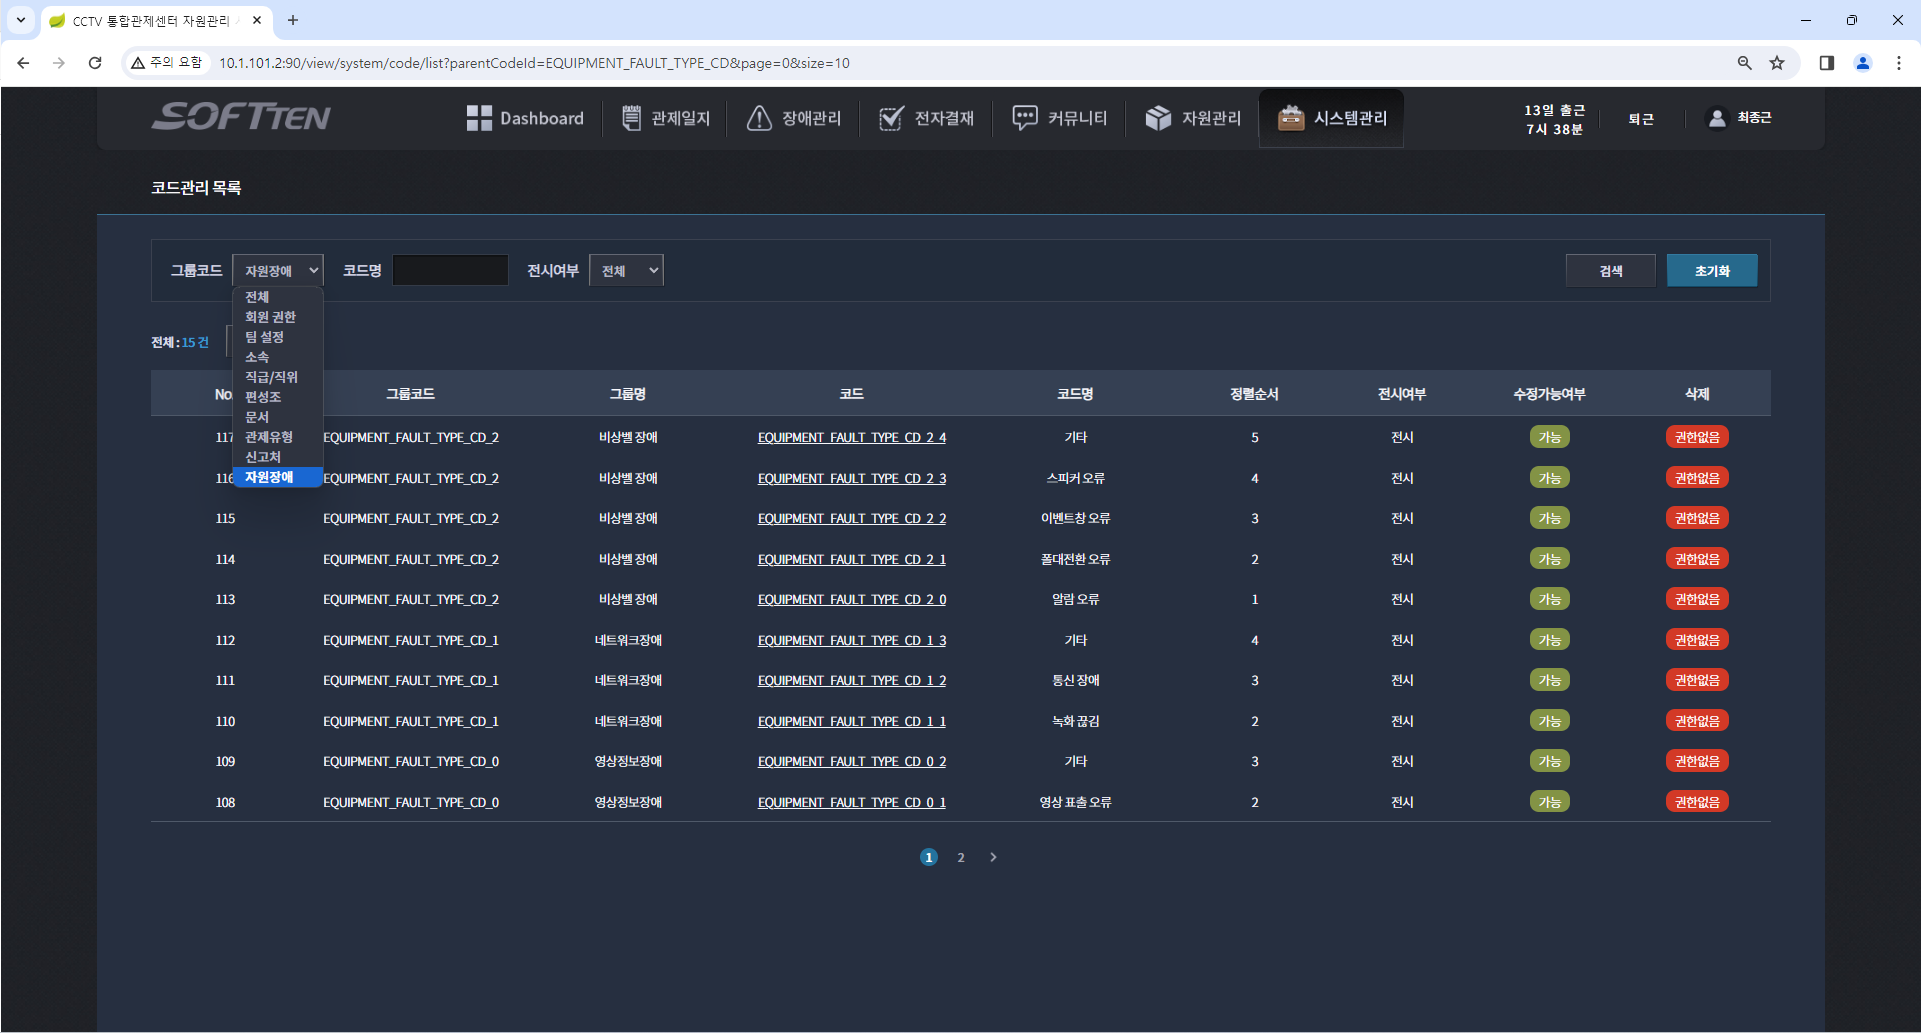 CCTV 통합관제센터 자원관리
주의 요함
10.1.101.2:90/view/system/code/list?parentCodeId=EQUIPMENT_FAULT_TYPE_CD&page=0&size=10
SOFTTEN
Dashboard
관제일지
장애관리
전자결재
커뮤니티
자원관리
시스템관리
13일 출근
7시 38분
퇴근
최종근
코드관리 목록
그룹코드 자원장애 코드명 전시여부 전체 검색 초기화
전체
회원 권한
팀 설정
소속
직급/직위
편성조
문서
관제유형
신고처
자원장애
전체 : 15 건
No. 그룹코드 그룹명 코드 코드명 정렬순서 전시여부 수정가능여부 삭제
117 EQUIPMENT_FAULT_TYPE_CD_2 비상벨 장애 EQUIPMENT_FAULT_TYPE_CD_2_4 기타 5 전시 가능 권한없음
116 EQUIPMENT_FAULT_TYPE_CD_2 비상벨 장애 EQUIPMENT_FAULT_TYPE_CD_2_3 스피커 오류 4 전시 가능 권한없음
115 EQUIPMENT_FAULT_TYPE_CD_2 비상벨 장애 EQUIPMENT_FAULT_TYPE_CD_2_2 이벤트창 오류 3 전시 가능 권한없음
114 EQUIPMENT_FAULT_TYPE_CD_2 비상벨 장애 EQUIPMENT_FAULT_TYPE_CD_2_1 폴대전환 오류 2 전시 가능 권한없음
113 EQUIPMENT_FAULT_TYPE_CD_2 비상벨 장애 EQUIPMENT_FAULT_TYPE_CD_2_0 알람 오류 1 전시 가능 권한없음
112 EQUIPMENT_FAULT_TYPE_CD_1 네트워크장애 EQUIPMENT_FAULT_TYPE_CD_1_3 기타 4 전시 가능 권한없음
111 EQUIPMENT_FAULT_TYPE_CD_1 네트워크장애 EQUIPMENT_FAULT_TYPE_CD_1_2 통신 장애 3 전시 가능 권한없음
110 EQUIPMENT_FAULT_TYPE_CD_1 네트워크장애 EQUIPMENT_FAULT_TYPE_CD_1_1 녹화 끊김 2 전시 가능 권한없음
109 EQUIPMENT_FAULT_TYPE_CD_0 영상정보장애 EQUIPMENT_FAULT_TYPE_CD_0_2 기타 3 전시 가능 권한없음
108 EQUIPMENT_FAULT_TYPE_CD_0 영상정보장애 EQUIPMENT_FAULT_TYPE_CD_0_1 영상 표출 오류 2 전시 가능 권한없음
1 2